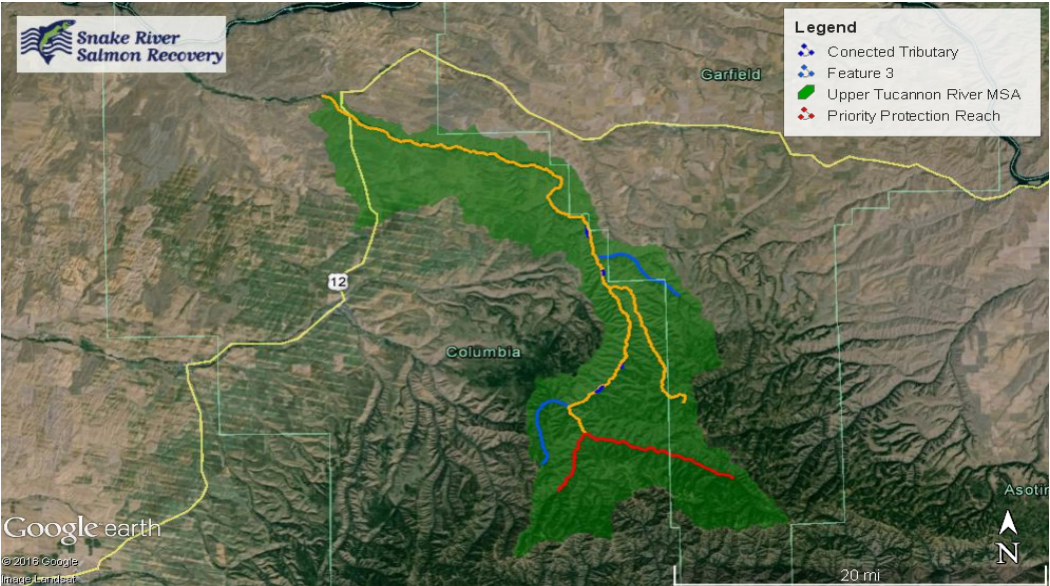 Snake River
Salmon Recovery
Garfield
Legend
Conected Tributary
Feature 3
Upper Tucannon River MSA
Priority Protection Reach
12
Columbia
Asotin
Google earth
© 2016 Google
Image Landsat
N
20 mi